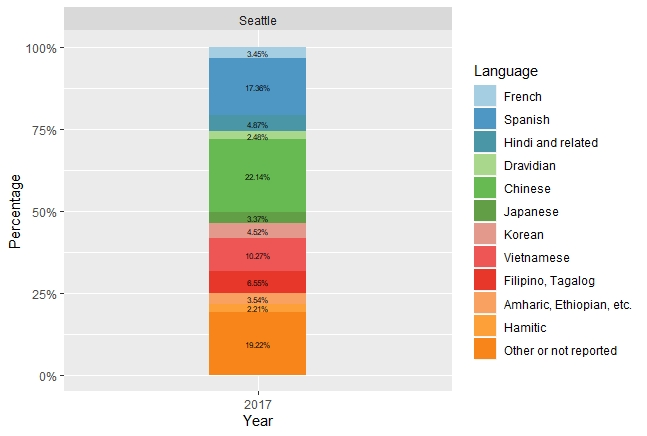 Seattle
100%
75%
50%
25%
0%
Percentage
3.45%
17.36%
4.87%
2.48%
22.14%
3.37%
4.52%
10.27%
6.55%
3.54%
2.21%
19.22%
2017
Year
Language
French
Spanish
Hindi and related
Dravidian
Chinese
Japanese
Korean
Vietnamese
Filipino, Tagalog
Amharic, Ethiopian, etc.
Hamitic
Other or not reported